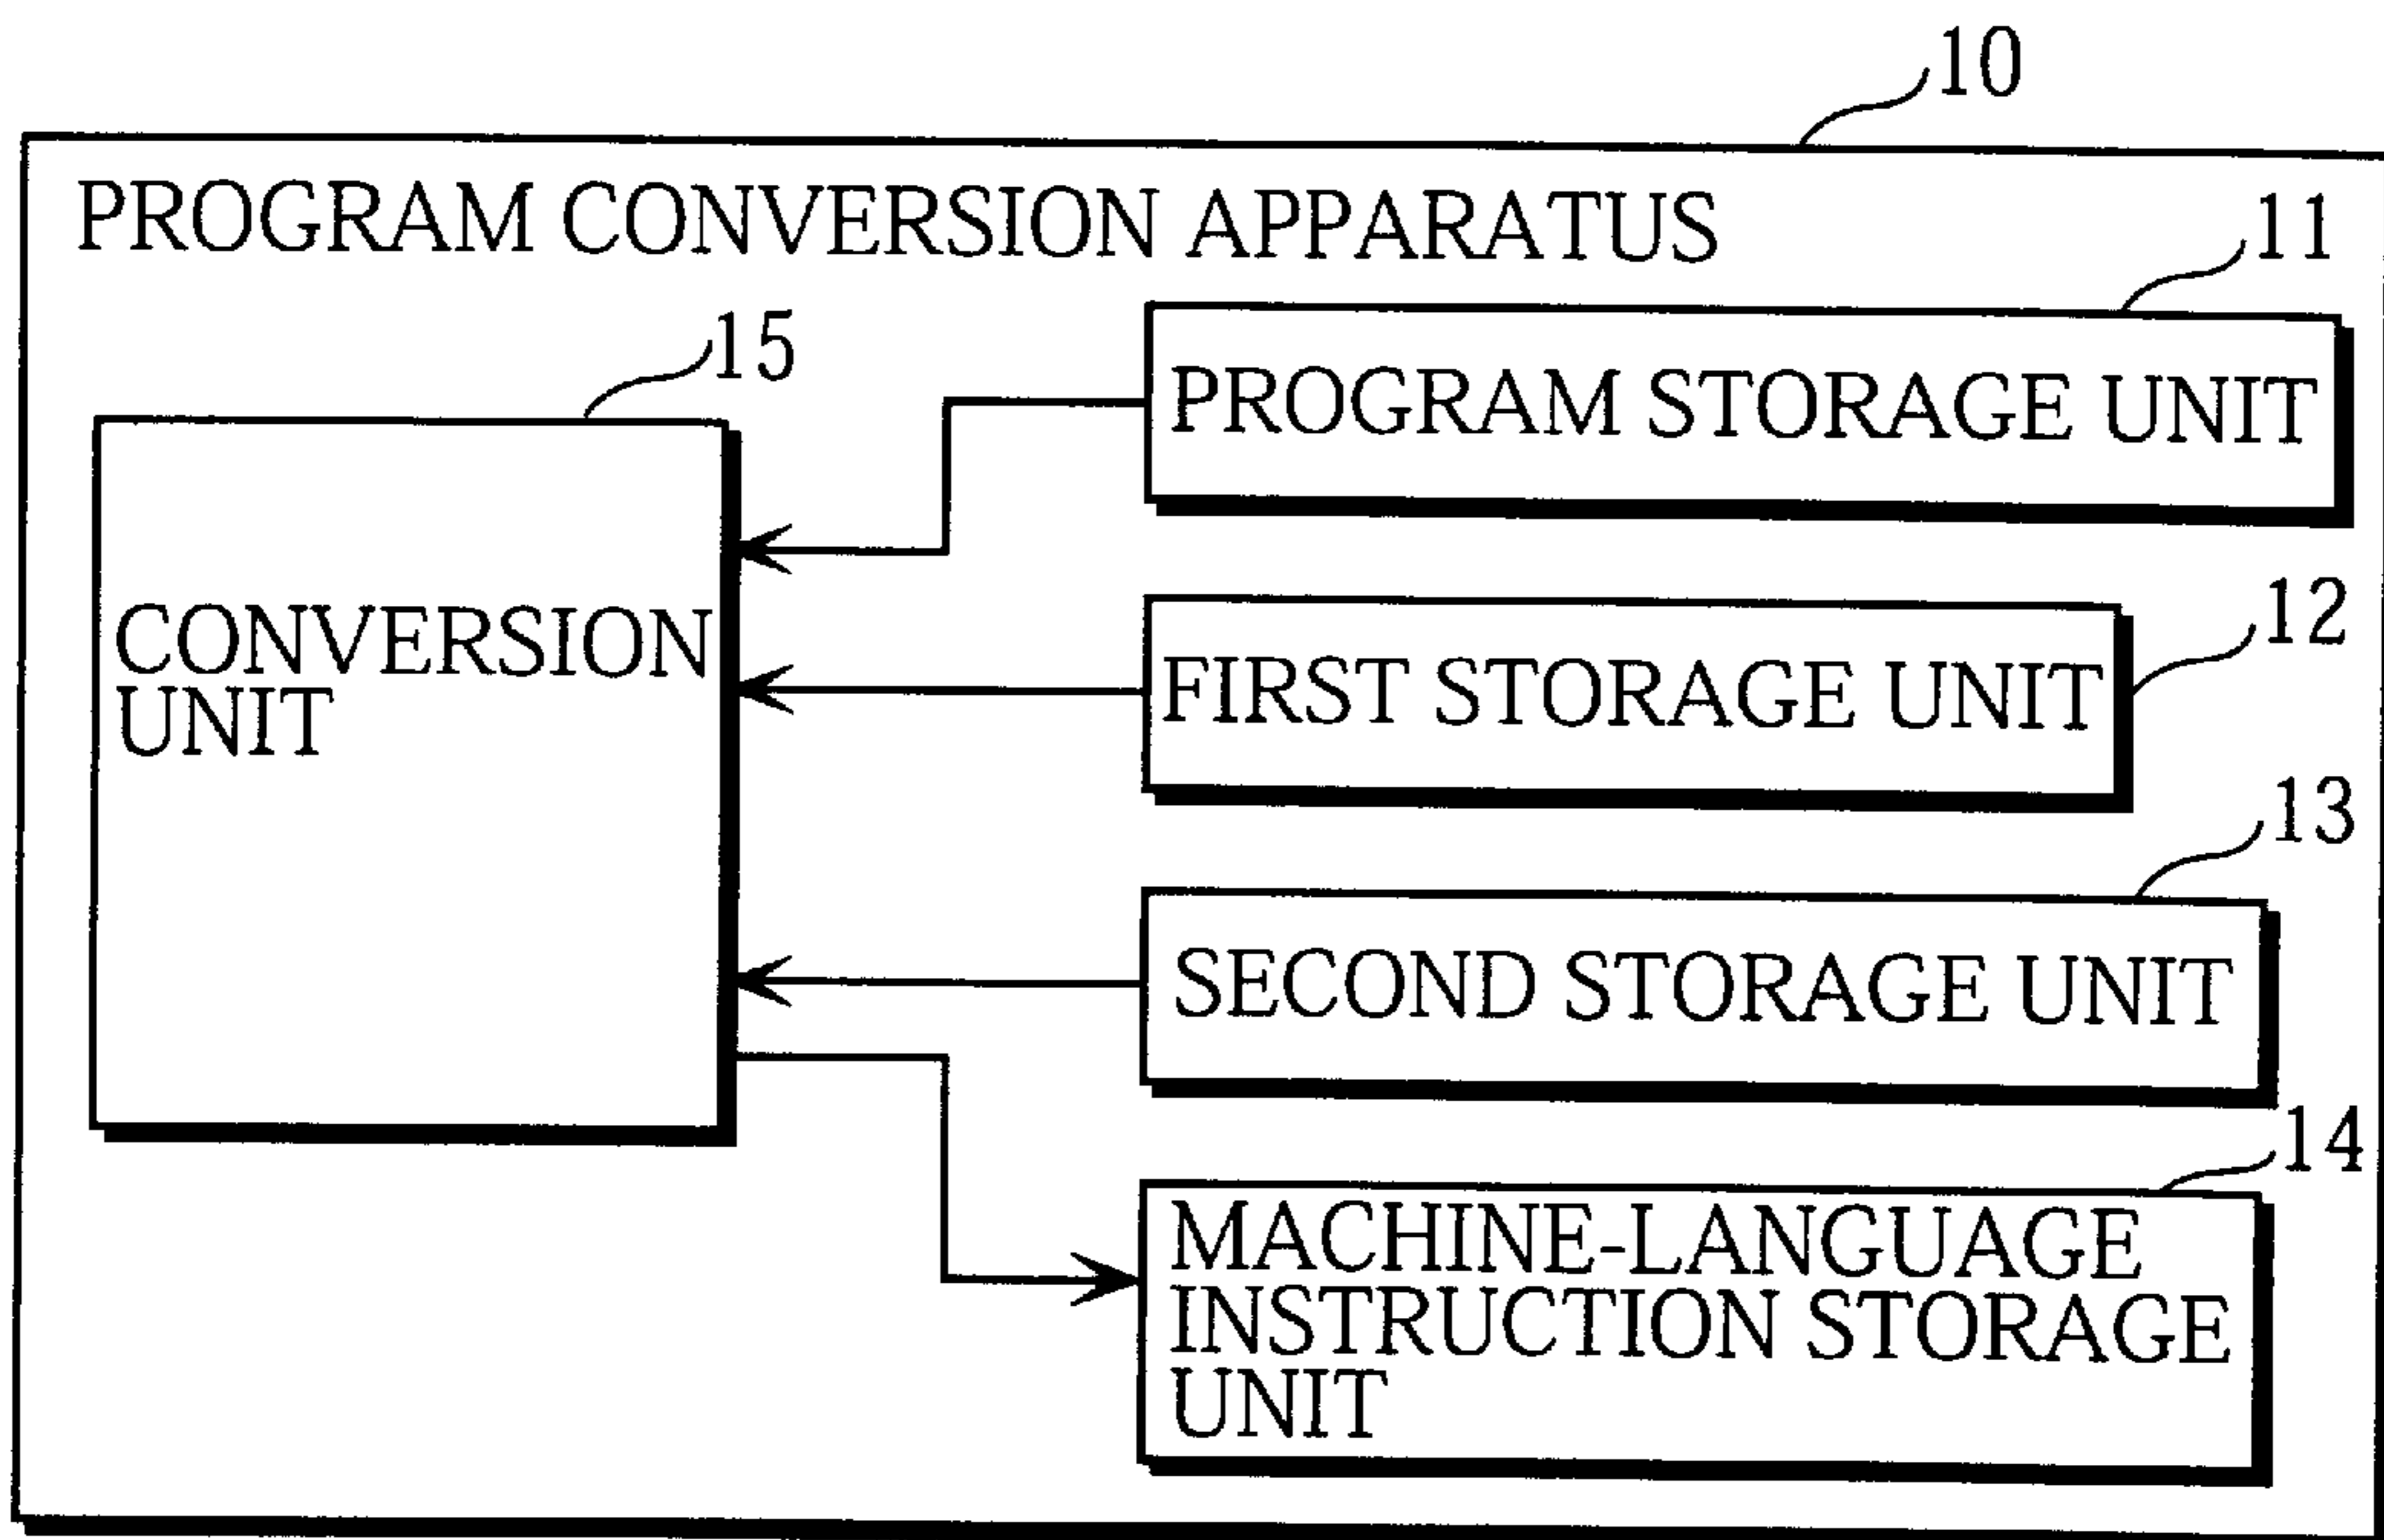 10
PROGRAM CONVERSION APPARATUS
11
15
PROGRAM STORAGE UNIT
CONVERSION
UNIT
12
FIRST STORAGE UNIT
13
SECOND STORAGE UNIT
14
MACHINE-LANGUAGE
INSTRUCTION STORAGE
UNIT